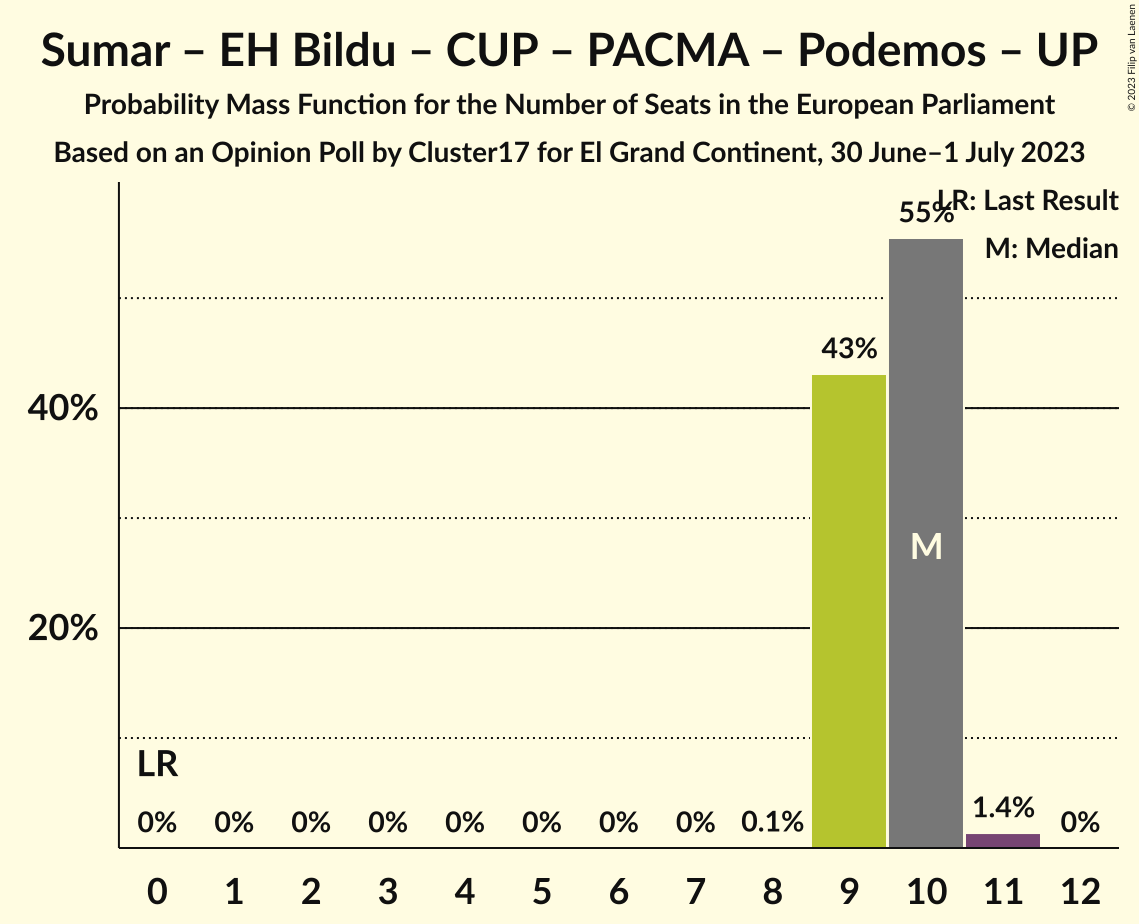 Sumar – EH Bildu – CUP – PACMA – Podemos – UP
Probability Mass Function for the Number of Seats in the European Parliament
Based on an Opinion Poll by Cluster17 for El Grand Continent, 30 June–1 July 2023
© 2023 Filip van Laenen
LR: Last Result
M: Median
55%
43%
40%
M
20%
LR
0% 0% 0% 0% 0% 0% 0% 0% 0.1% 1.4% 0%
0 1 2 3 4 5 6 7 8 9 10 11 12